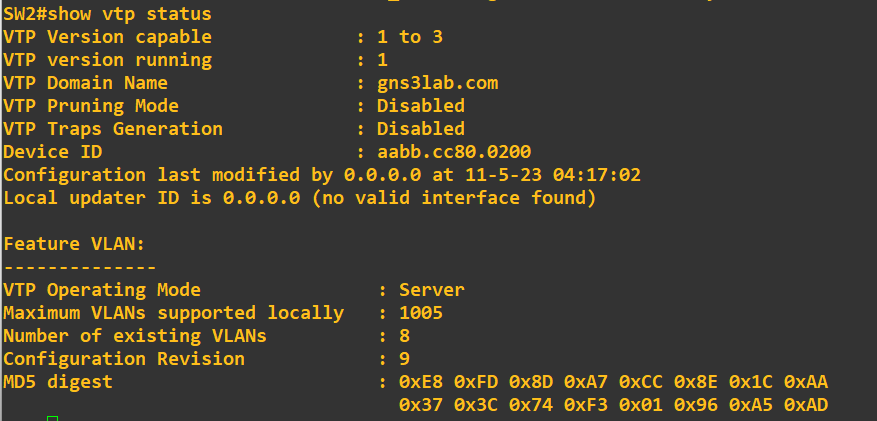 SW2#show vtp status
VTP Version capable             : 1 to 3
VTP version running             : 1
VTP Domain Name                 : gns3lab.com
VTP Pruning Mode                : Disabled
VTP Traps Generation            : Disabled
Device ID                       : aabb.cc80.0200
Configuration last modified by 0.0.0.0 at 11-5-23 04:17:02
Local updater ID is 0.0.0.0 (no valid interface found)

Feature VLAN:
--------------
VTP Operating Mode                : Server
Maximum VLANs supported locally   : 1005
Number of existing VLANs          : 8
Configuration Revision            : 9
MD5 digest                        : 0xE8 0xFD 0x8D 0xA7 0xCC 0x8E 0x1C 0xAA
                                    0x37 0x3C 0x74 0xF3 0x01 0x96 0xA5 0xAD